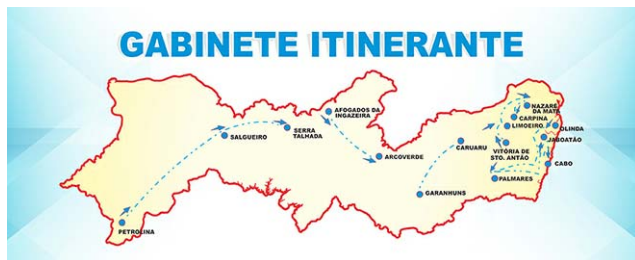 GABINETE ITINERANTE
AFOGADOS DA
INGAZEIRA
NAZARÉ
DA MATA
CARPINA
LIMOEIRO
OLINDA
SERRA
TALHADA
SALGUEIRO
JABOATÃO
CARUARU
VITÓRIA DE
STO. ANTÃO
ARCOVERDE
CABO
PALMARES
GARANHUNS
PETROLINA